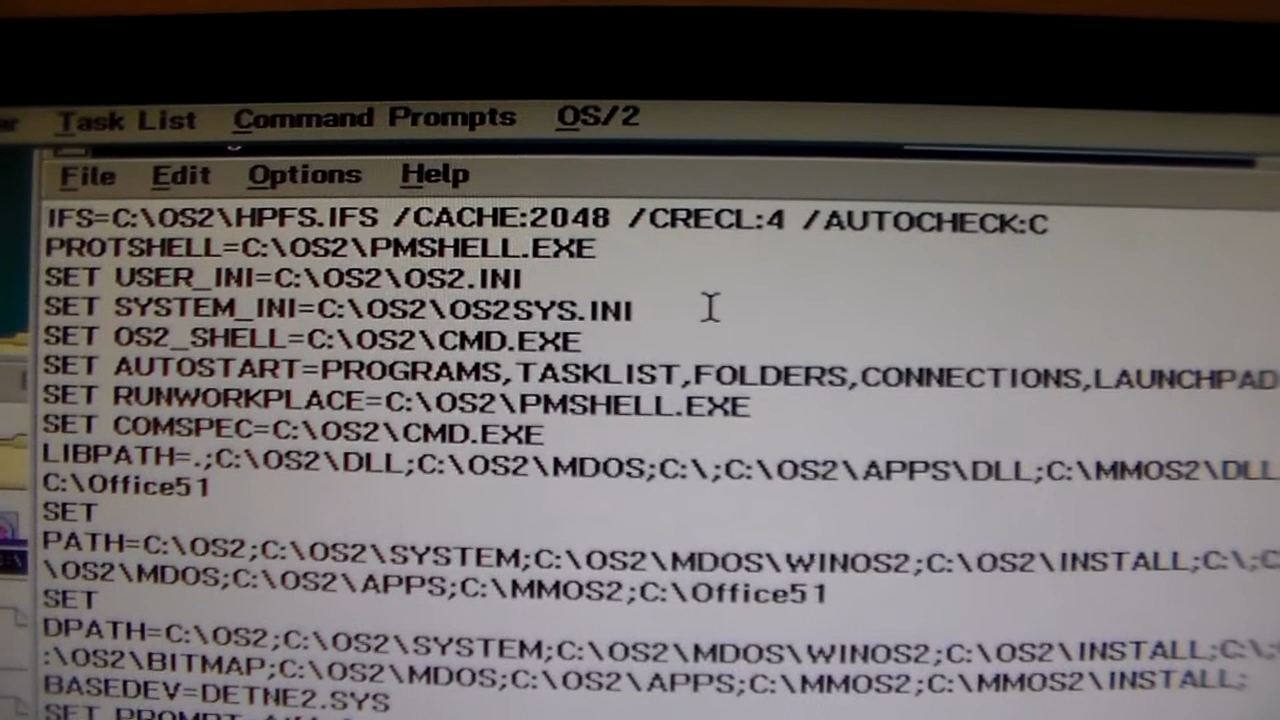 Task List Command Prompts OS/2
File Edit Options Help
IFS=C:\OS2\HPFS.IFS /CACHE:2048 /CRECL:4 /AUTOCHECK:C
PROTSHELL=C:\OS2\PMSHELL.EXE
SET USER_INI=C:\OS2\OS2.INI
SET SYSTEM_INI=C:\OS2\OS2SYS.INI
SET OS2_SHELL=C:\OS2\CMD.EXE
SET AUTOSTART=PROGRAMS,TASKLIST,FOLDERS,CONNECTIONS,LAUNCHPAD
SET RUNWORKPLACE=C:\OS2\PMSHELL.EXE
SET COMSPEC=C:\OS2\CMD.EXE
LIBPATH=.;C:\OS2\DLL;C:\OS2\MDOS;C:\;C:\OS2\APPS\DLL;C:\MMOS2\DLL
C:\Office51
SET
PATH=C:\OS2;C:\OS2\SYSTEM;C:\OS2\MDOS\WINOS2;C:\OS2\INSTALL;C:\;C
\OS2\MDOS;C:\OS2\APPS;C:\MMOS2;C:\Office51
SET
DPATH=C:\OS2;C:\OS2\SYSTEM;C:\OS2\MDOS\WINOS2;C:\OS2\INSTALL;C:\;
:\OS2\BITMAP;C:\OS2\MDOS;C:\OS2\APPS;C:\MMOS2;C:\MMOS2\INSTALL;
BASEDEV=DETNE2.SYS
SET